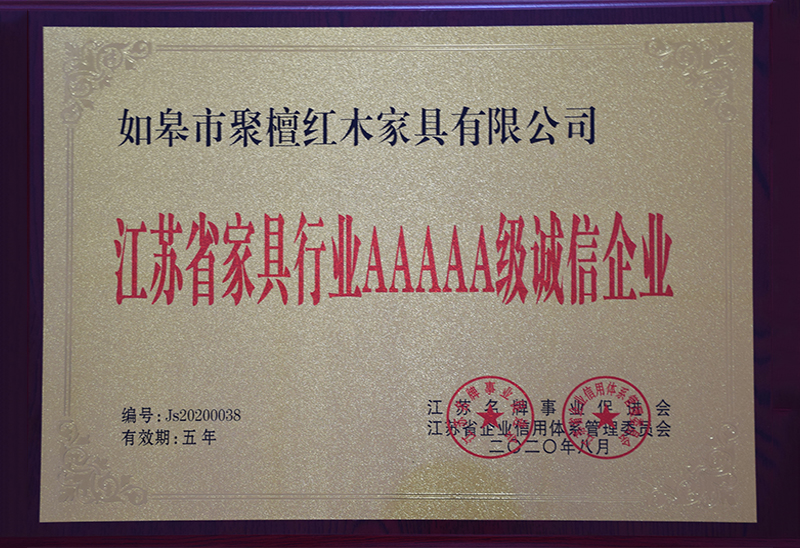 如皋市聚檀红木家具有限公司
江苏省家具行业AAAAA级诚信企业
编号:Js20200038
有效期:五年
江苏名牌事业促进会
江苏省企业信用体系管理委员会
二〇二〇年八月